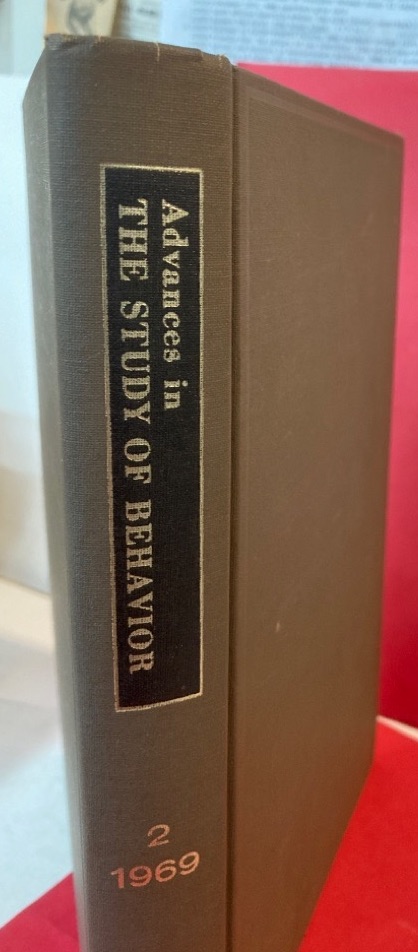 Advances in
THE STUDY OF BEHAVIOR
2
1969